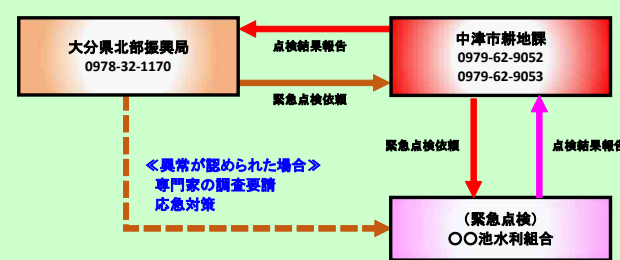 大分県北部振興局
0978-32-1170
点検結果報告
緊急点検依頼
中津市耕地課
0979-62-9052
0979-62-9053
緊急点検依頼
点検結果報告
≪異常が認められた場合≫
専門家の調査要請
応急対策
(緊急点検)
〇〇池水利組合